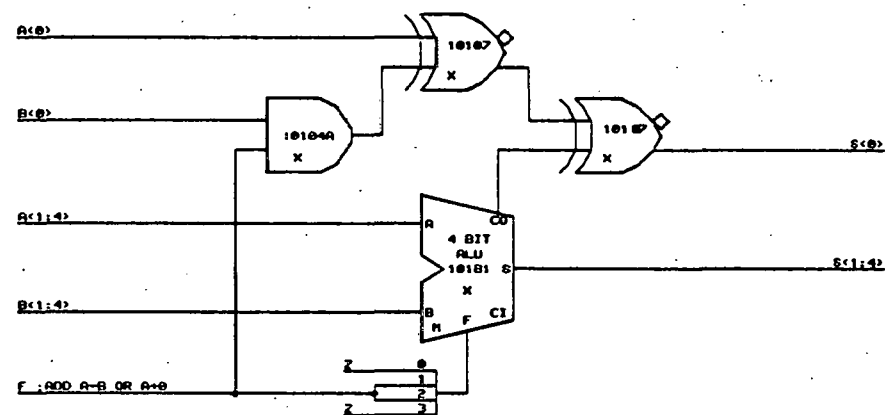 A<0>
10107
X
B<0>
10104A
X
10107
X
S<0>
A<1:4>
A
CO
4 BIT
ALU
10181
S
S<1:4>
X
B<1:4>
B
M
F
CI
F :ADD A+B OR A+0
Z
0
1
2
Z
3